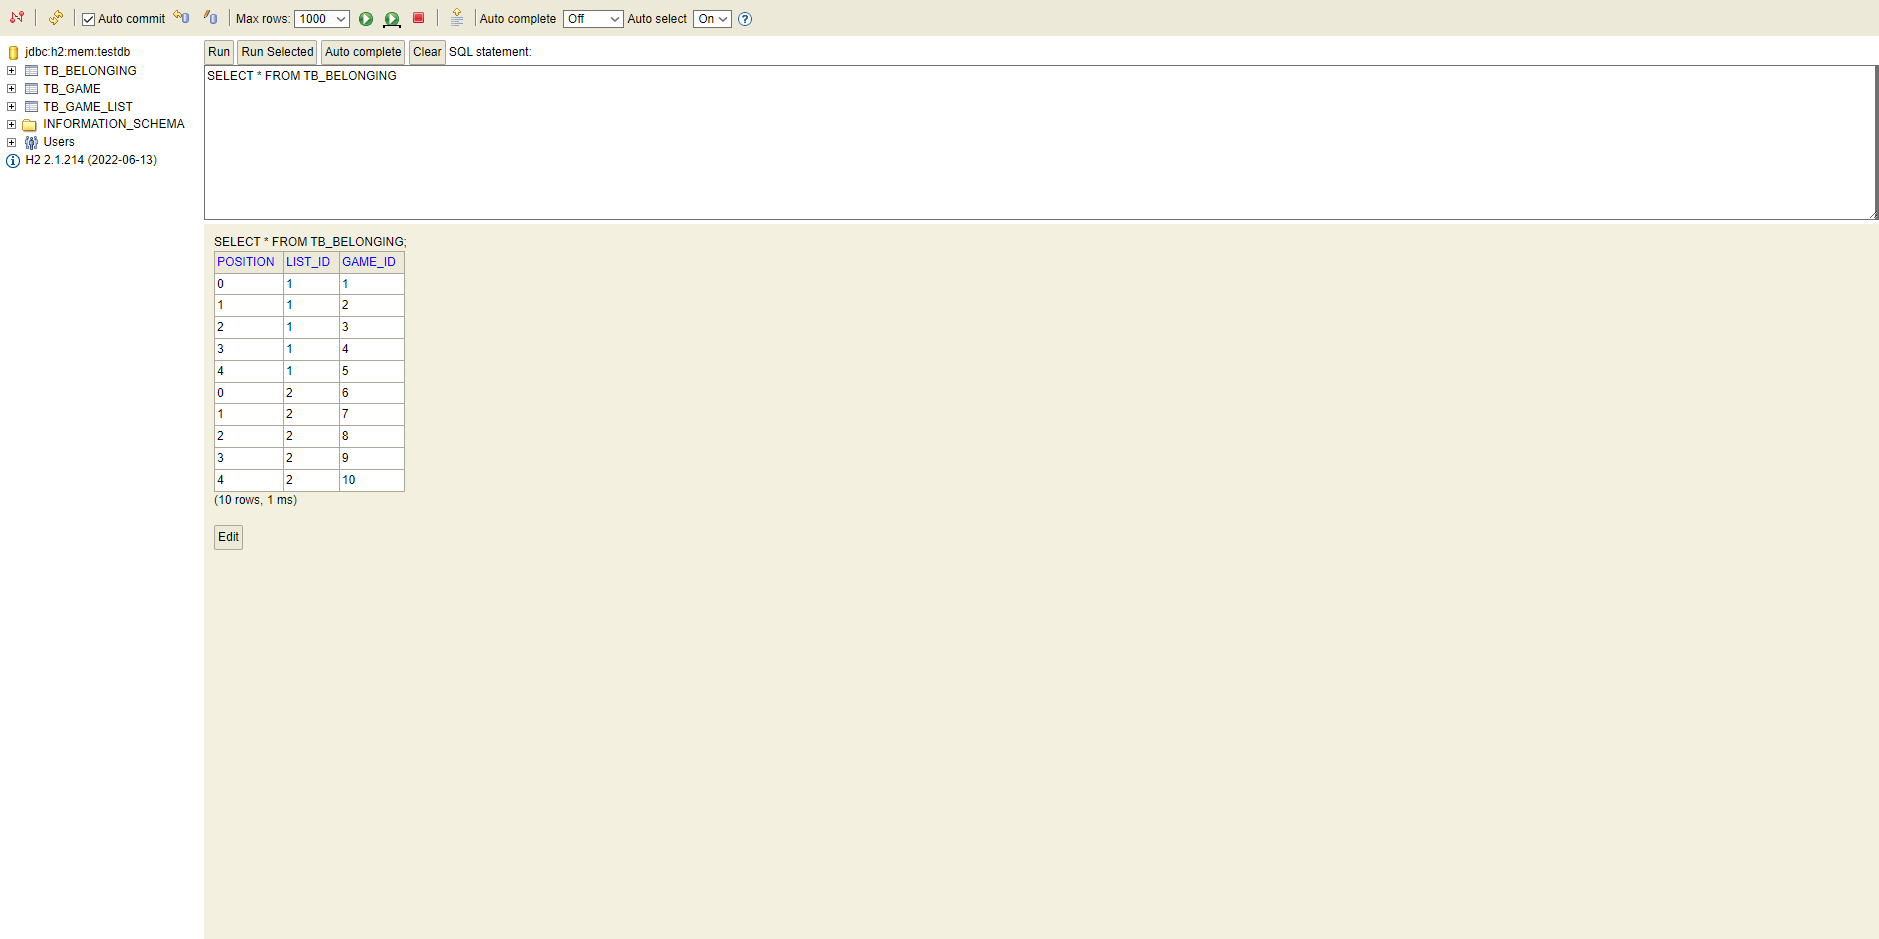 Auto commit Max rows: 1000 Auto complete Off Auto select On ?
jdbc:h2:mem:testdb
TB_BELONGING
TB_GAME
TB_GAME_LIST
INFORMATION_SCHEMA
Users
H2 2.1.214 (2022-06-13)
Run Run Selected Auto complete Clear SQL statement:
SELECT * FROM TB_BELONGING
SELECT * FROM TB_BELONGING;
POSITION LIST_ID GAME_ID
0 1 1
1 1 2
2 1 3
3 1 4
4 1 5
0 2 6
1 2 7
2 2 8
3 2 9
4 2 10
(10 rows, 1 ms)
Edit